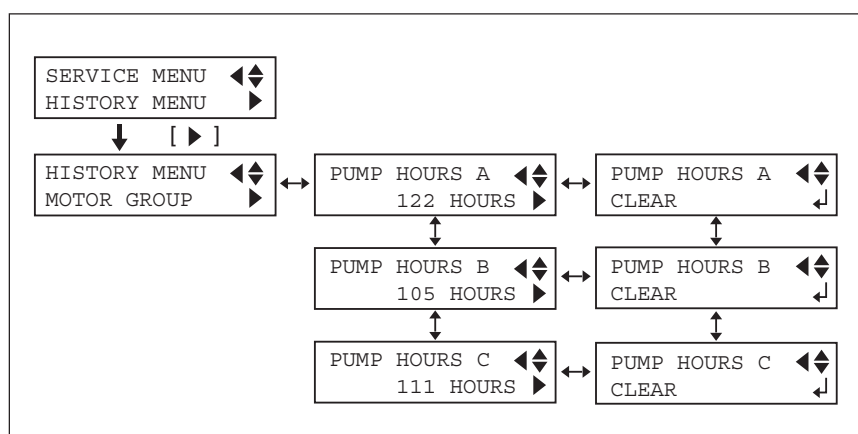 SERVICE MENU ◀◆
HISTORY MENU ▶
[ ▶ ]
HISTORY MENU ◀◆
MOTOR GROUP ▶
PUMP HOURS A ◀◆
122 HOURS ▶
PUMP HOURS A ◀◆
CLEAR ↵
PUMP HOURS B ◀◆
105 HOURS ▶
PUMP HOURS B ◀◆
CLEAR ↵
PUMP HOURS C ◀◆
111 HOURS ▶
PUMP HOURS C ◀◆
CLEAR ↵